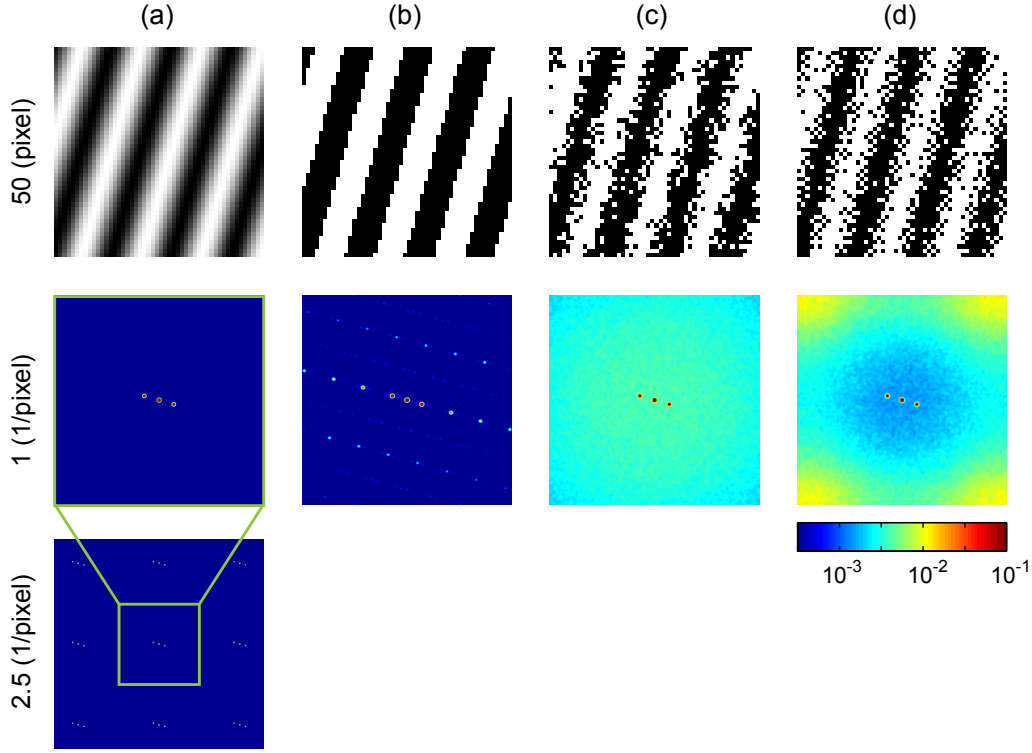 (a) (b) (c) (d)
50 (pixel)
1 (1/pixel)
10⁻³ 10⁻² 10⁻¹
2.5 (1/pixel)